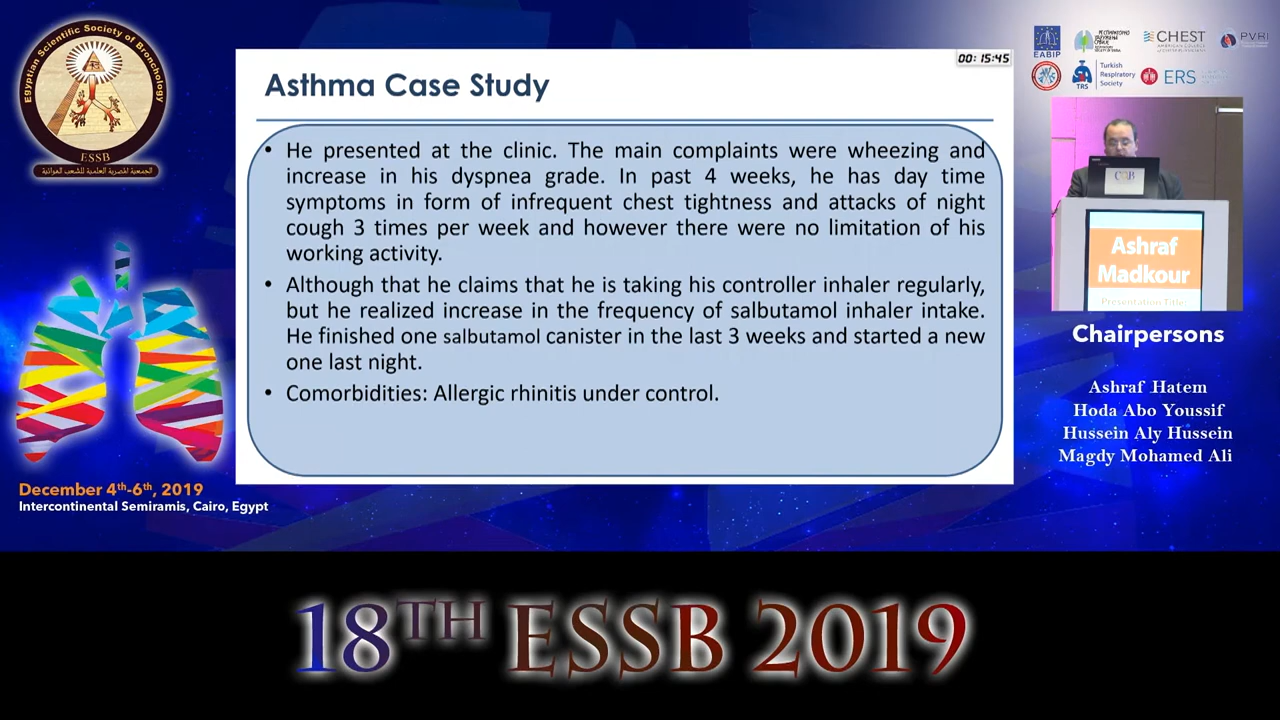 Egyptian Scientific Society of Bronchology
ESSB
الجمعية المصرية العلمية للشعب الهوائية
December 4th-6th, 2019
Intercontinental Semiramis, Cairo, Egypt
00: 15:45
Asthma Case Study
• He presented at the clinic. The main complaints were wheezing and
increase in his dyspnea grade. In past 4 weeks, he has day time
symptoms in form of infrequent chest tightness and attacks of night
cough 3 times per week and however there were no limitation of his
working activity.
• Although that he claims that he is taking his controller inhaler regularly,
but he realized increase in the frequency of salbutamol inhaler intake.
He finished one salbutamol canister in the last 3 weeks and started a new
one last night.
• Comorbidities: Allergic rhinitis under control.
EABIP
CHEST
PVRI
TRS
Turkish
Respiratory
Society
ERS
Ashraf
Madkour
Presentation Title:
Chairpersons
Ashraf Hatem
Hoda Abo Youssif
Hussein Aly Hussein
Magdy Mohamed Ali
18TH ESSB 2019